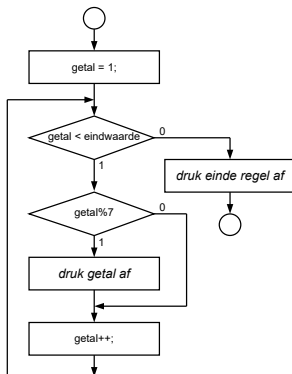 getal = 1;
getal < eindwaarde
0
1
druk einde regel af
getal%7
0
1
druk getal af
getal++;